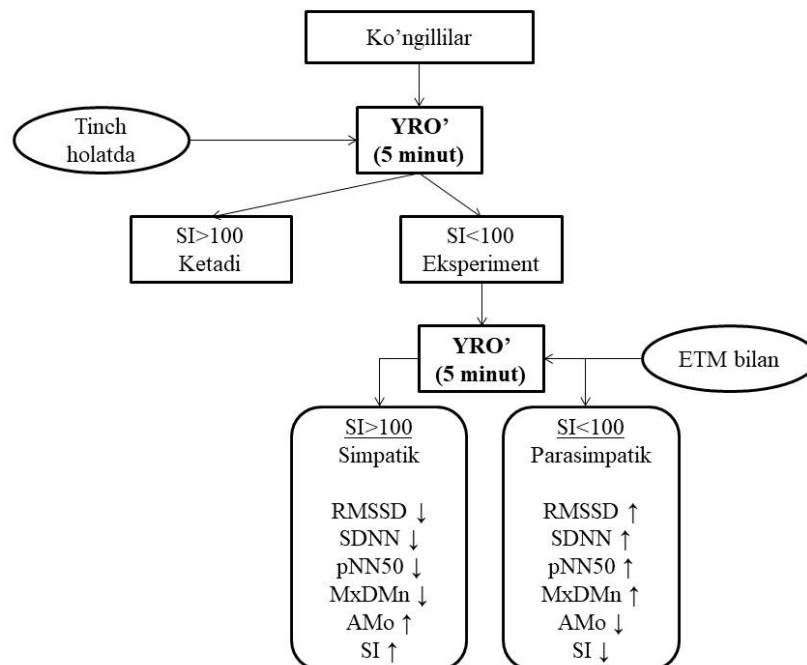 Ko’ngillilar
Tinch
holatda
YRO’
(5 minut)
SI>100
Ketadi
SI<100
Eksperiment
YRO’
(5 minut)
ETM bilan
SI>100
Simpatik
RMSSD ↓
SDNN ↓
pNN50 ↓
MxDMn ↓
AMo ↑
SI ↑
SI<100
Parasimpatik
RMSSD ↑
SDNN ↑
pNN50 ↑
MxDMn ↑
AMo ↓
SI ↓